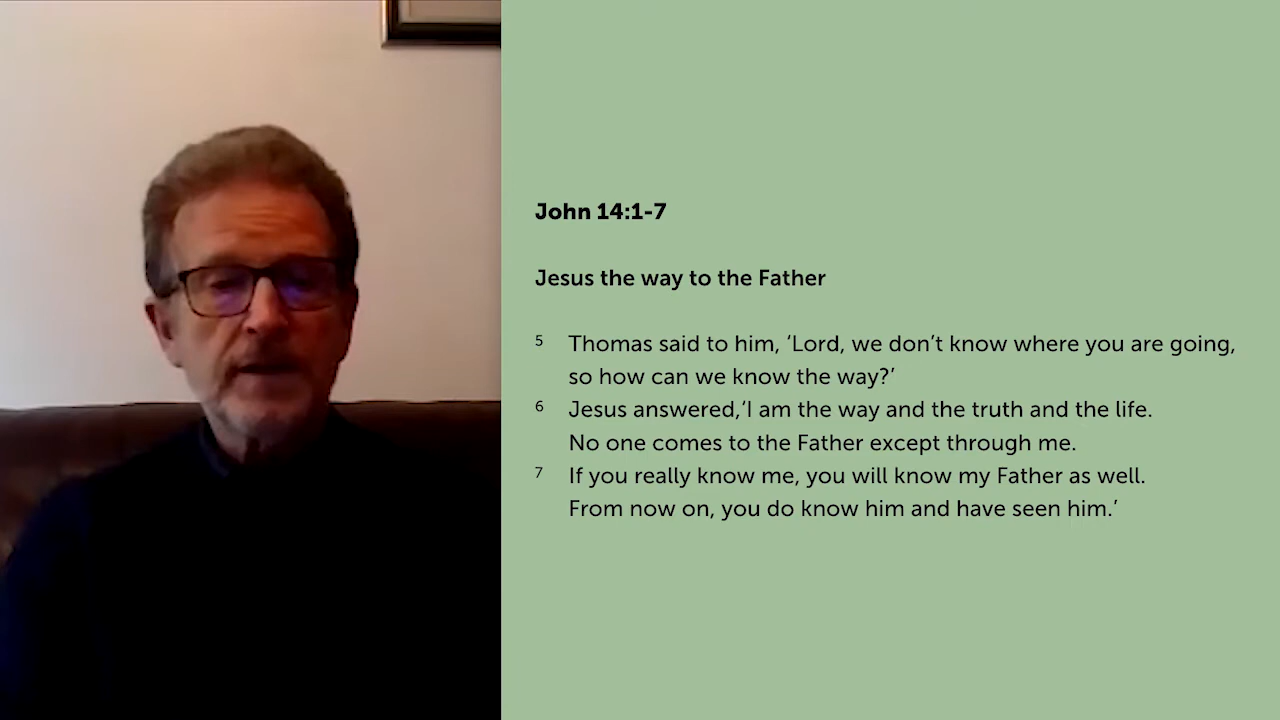 John 14:1-7
Jesus the way to the Father
5 Thomas said to him, ‘Lord, we don’t know where you are going,
so how can we know the way?’
6 Jesus answered,‘I am the way and the truth and the life.
No one comes to the Father except through me.
7 If you really know me, you will know my Father as well.
From now on, you do know him and have seen him.’